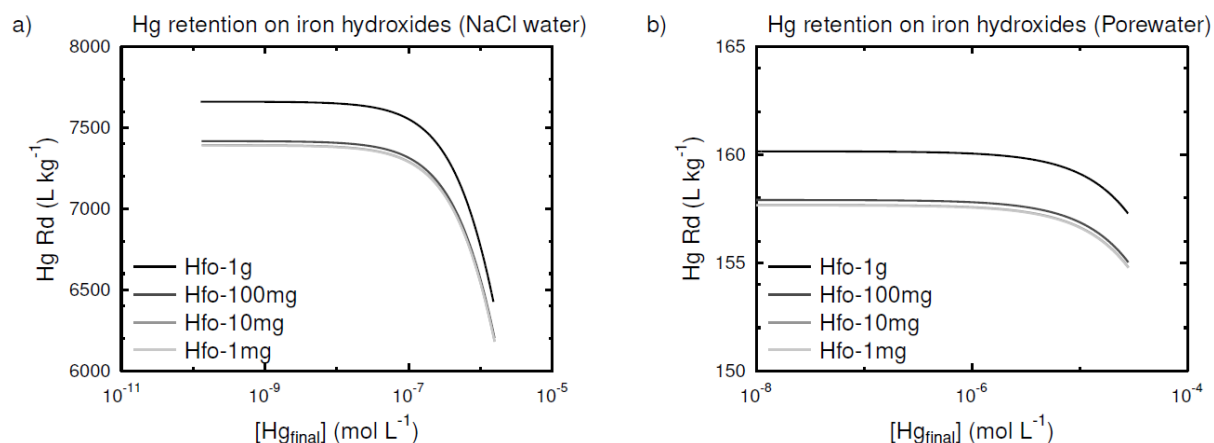 a) Hg retention on iron hydroxides (NaCl water)
8000
7500
7000
6500
6000
Hg Rd (L kg⁻¹)
Hfo-1g
Hfo-100mg
Hfo-10mg
Hfo-1mg
10⁻¹¹ 10⁻⁹ 10⁻⁷ 10⁻⁵
[Hgfinal] (mol L⁻¹)
b) Hg retention on iron hydroxides (Porewater)
165
160
155
150
Hg Rd (L kg⁻¹)
Hfo-1g
Hfo-100mg
Hfo-10mg
Hfo-1mg
10⁻⁸ 10⁻⁶ 10⁻⁴
[Hgfinal] (mol L⁻¹)